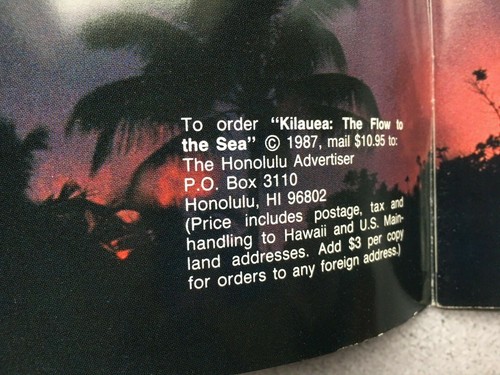 To order "Kilauea: The Flow to
the Sea" © 1987, mail $10.95 to:
The Honolulu Advertiser
P.O. Box 3110
Honolulu, HI 96802
(Price includes postage, tax and
handling to Hawaii and U.S. Main-
land addresses. Add $3 per copy
for orders to any foreign address.)